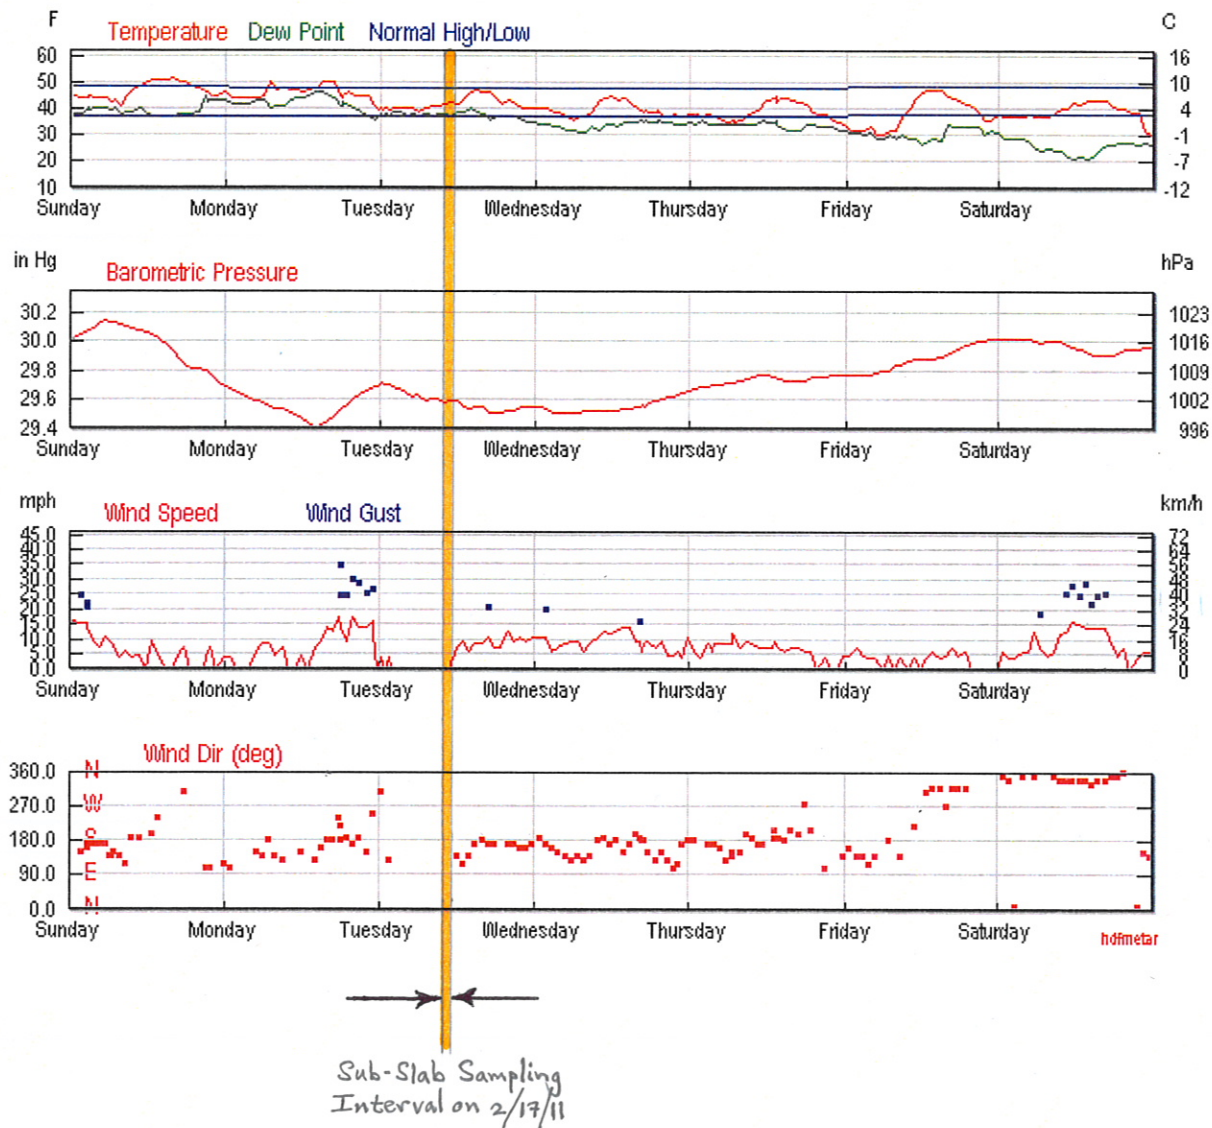 F
C
Temperature Dew Point Normal High/Low
60
50
40
30
20
10
16
10
4
-1
-7
-12
Sunday Monday Tuesday Wednesday Thursday Friday Saturday
in Hg
hPa
Barometric Pressure
30.2
30.0
29.8
29.6
29.4
1023
1016
1009
1002
996
Sunday Monday Tuesday Wednesday Thursday Friday Saturday
mph
km/h
Wind Speed Wind Gust
45.0
40.0
35.0
30.0
25.0
20.0
15.0
10.0
5.0
0.0
72
64
56
48
40
32
24
16
8
0
Sunday Monday Tuesday Wednesday Thursday Friday Saturday
Wind Dir (deg)
360.0
270.0
180.0
90.0
0.0
N
W
S
E
N
Sunday Monday Tuesday Wednesday Thursday Friday Saturday
hdfmetar
Sub-Slab Sampling
Interval on 2/17/11